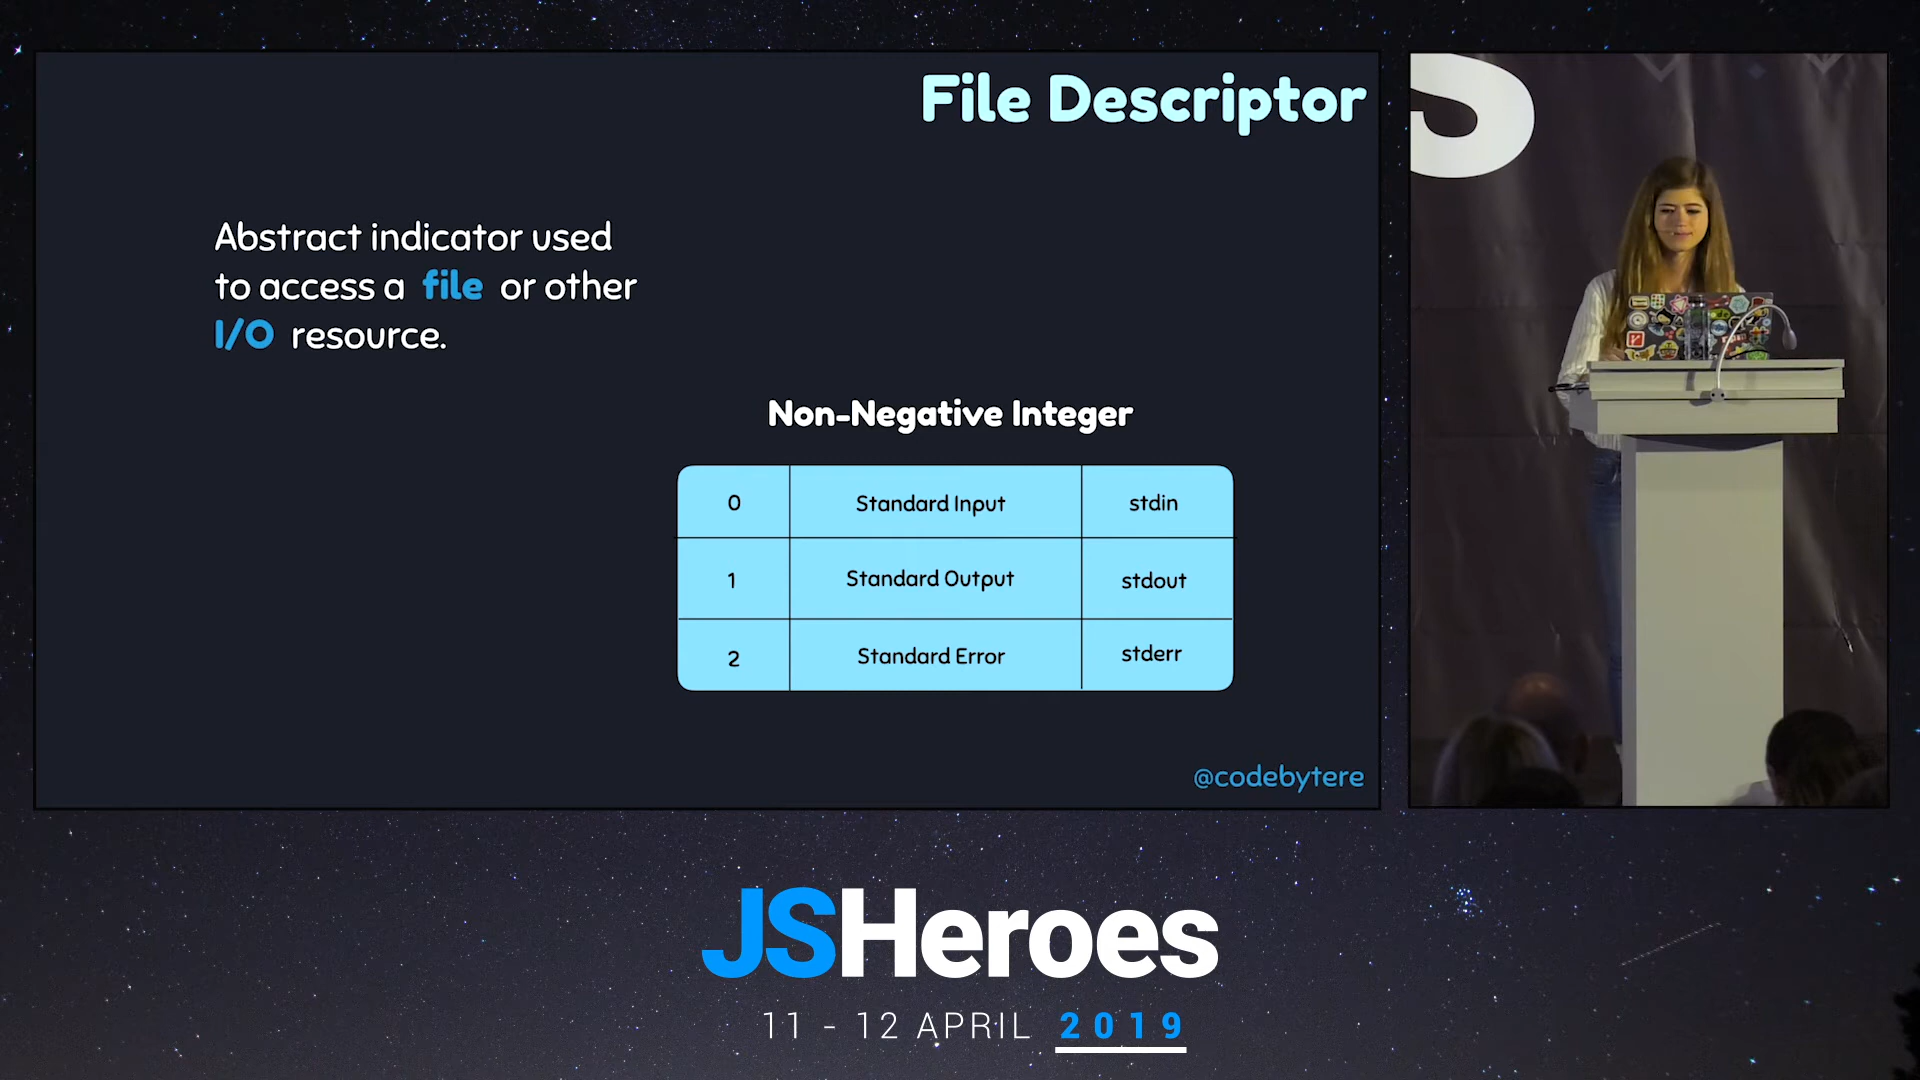 File Descriptor
Abstract indicator used
to access a file or other
I/O resource.
Non-Negative Integer
0 Standard Input stdin
1 Standard Output stdout
2 Standard Error stderr
@codebytere
S
JSHeroes
11 - 12 APRIL 2019